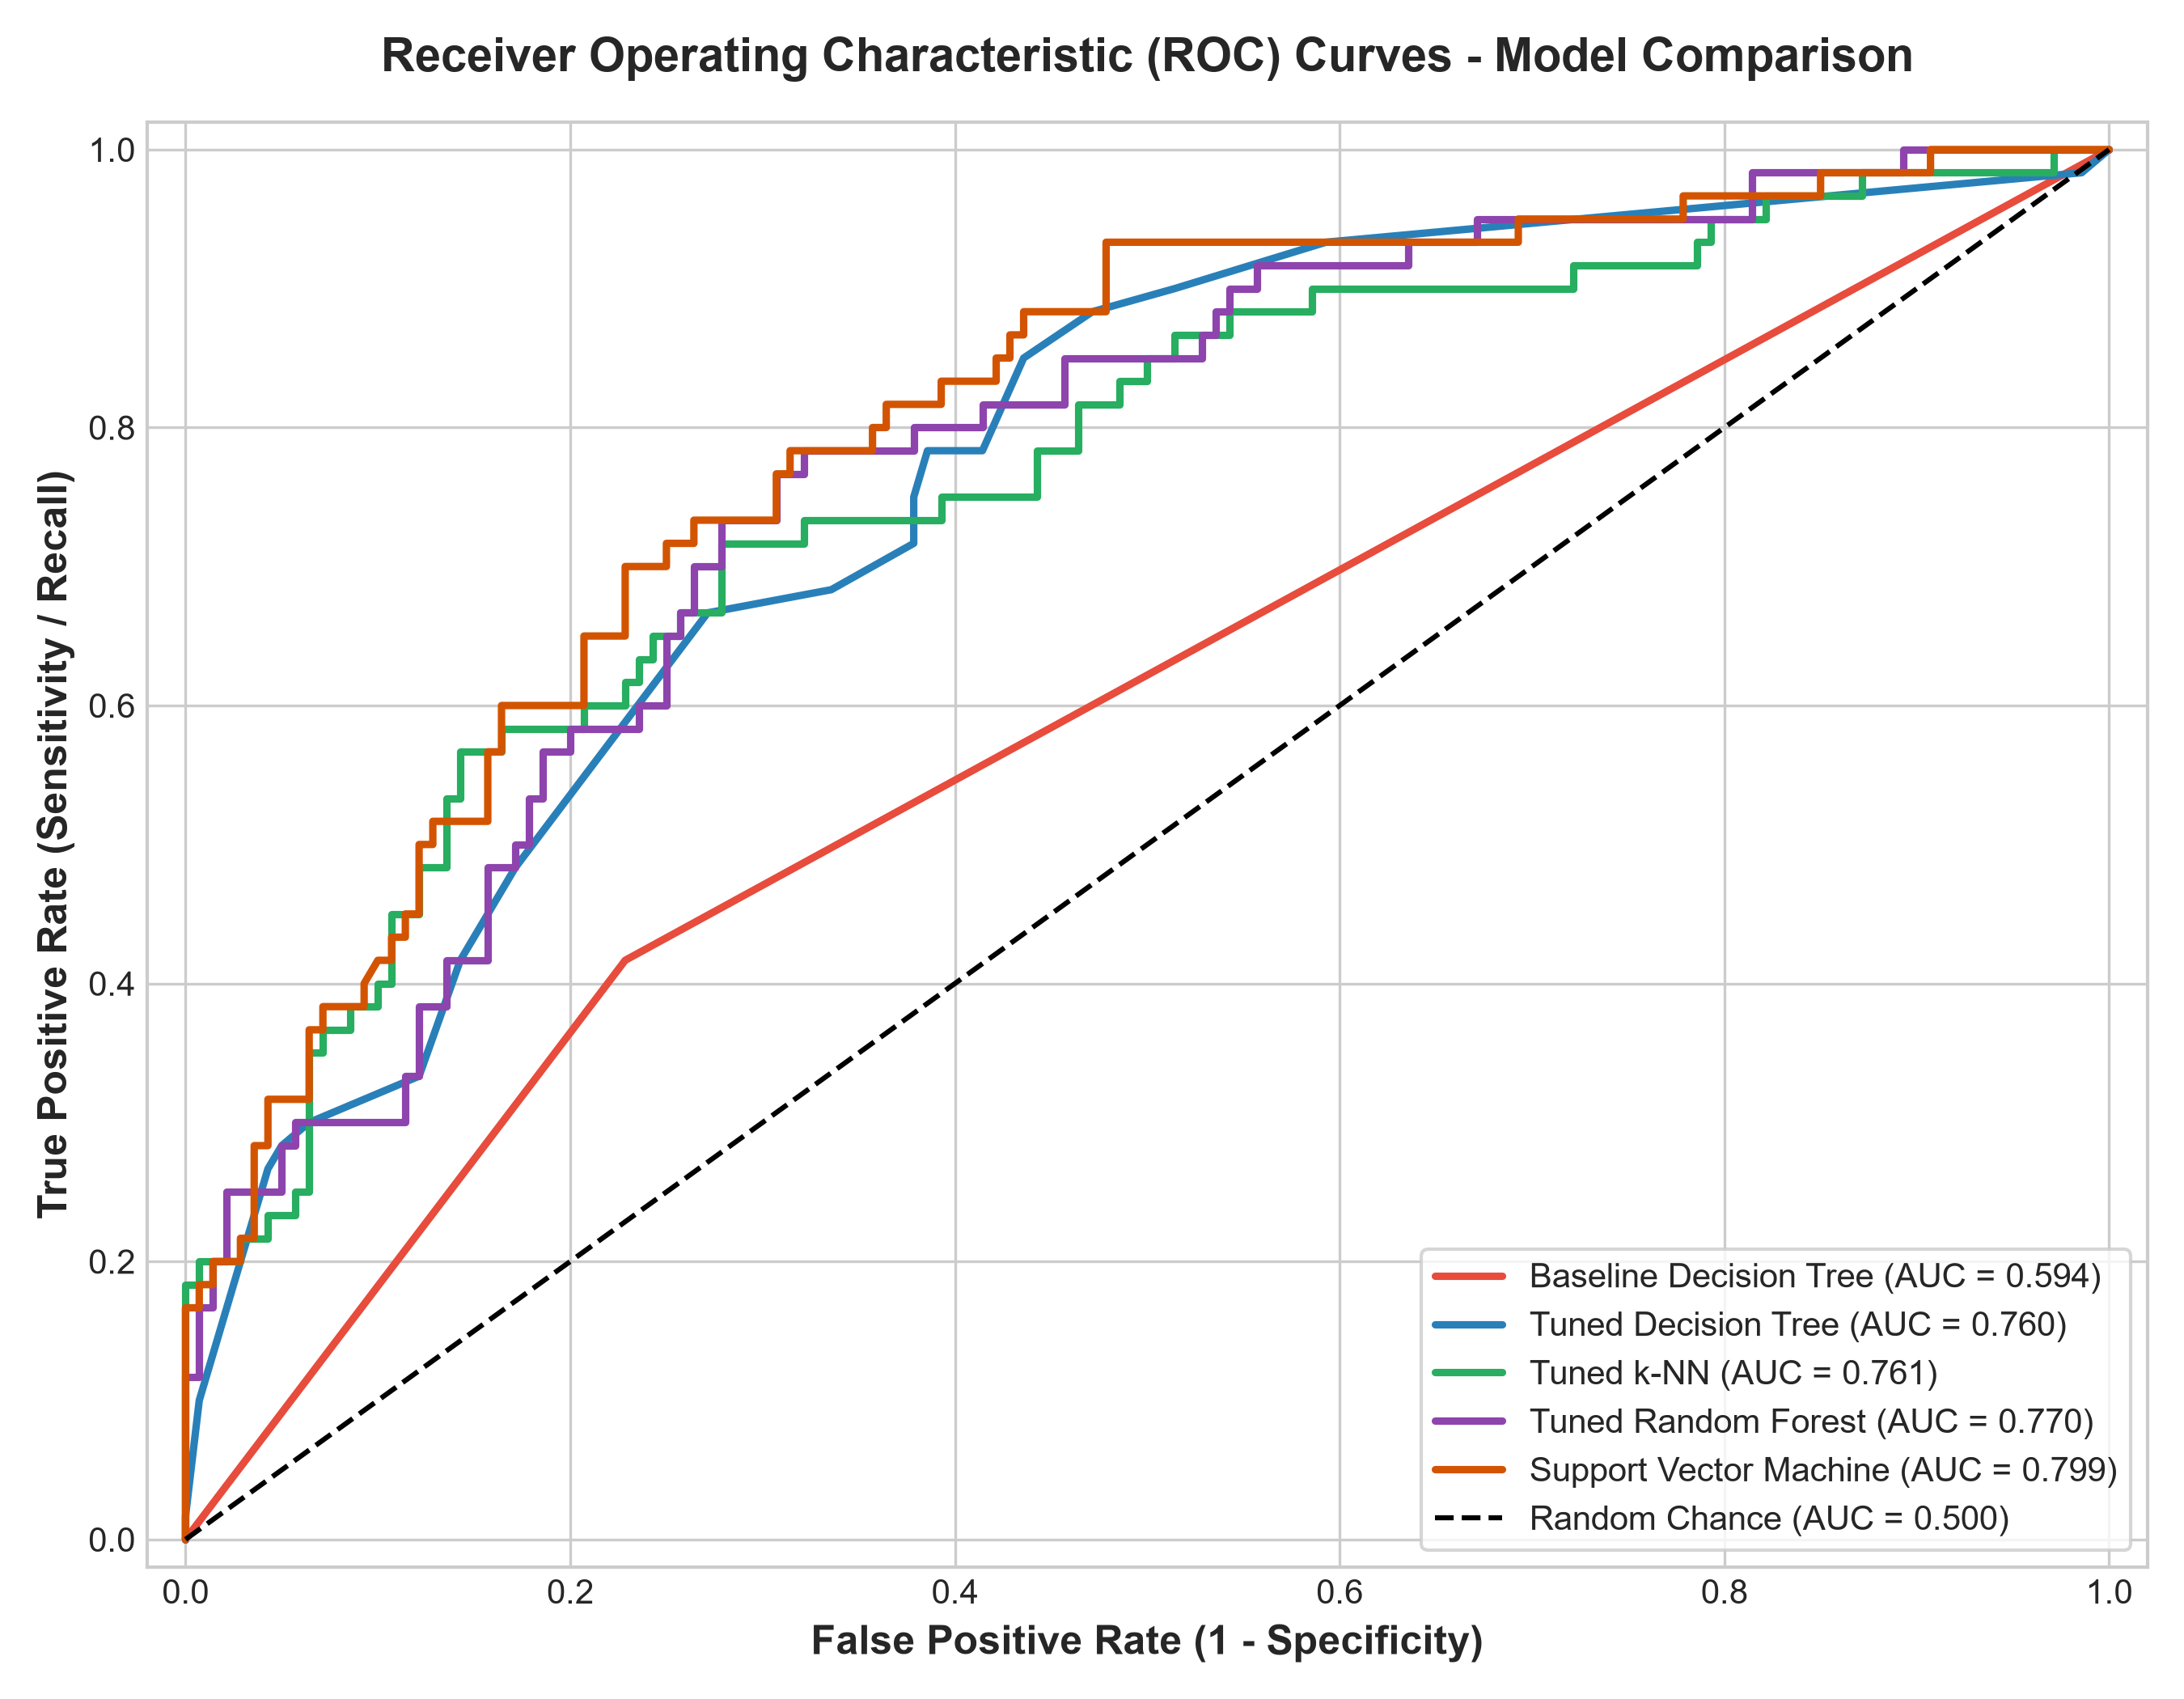 Receiver Operating Characteristic (ROC) Curves - Model Comparison
True Positive Rate (Sensitivity / Recall)
1.0
0.8
0.6
0.4
0.2
0.0
Baseline Decision Tree (AUC = 0.594)
Tuned Decision Tree (AUC = 0.760)
Tuned k-NN (AUC = 0.761)
Tuned Random Forest (AUC = 0.770)
Support Vector Machine (AUC = 0.799)
Random Chance (AUC = 0.500)
0.0 0.2 0.4 0.6 0.8 1.0
False Positive Rate (1 - Specificity)